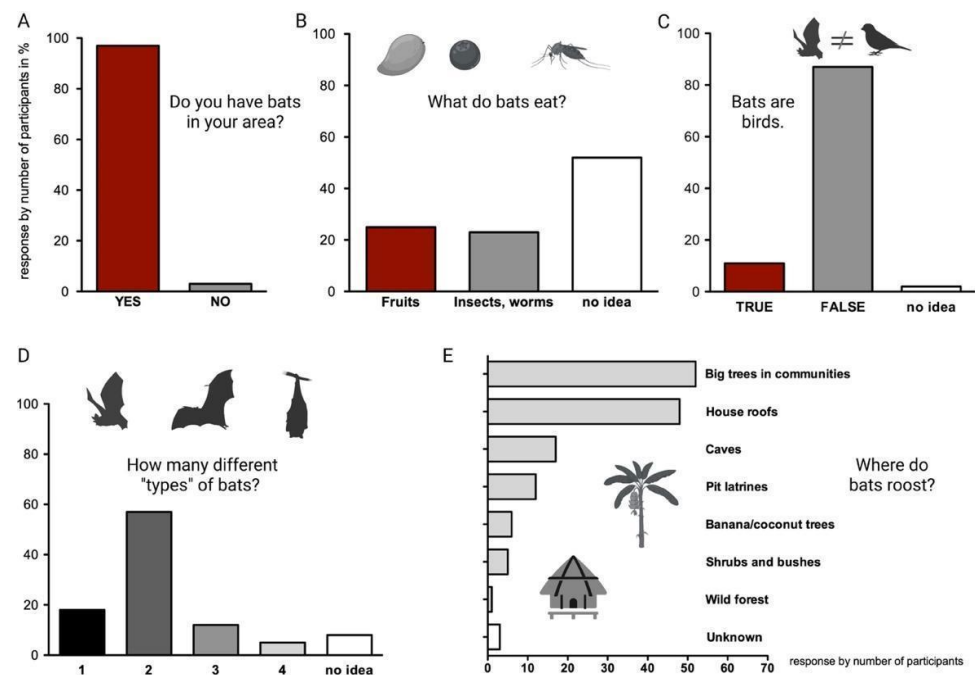 A
response by number of participants in %
100
80
60
40
20
0
Do you have bats
in your area?
YES NO
B
100
80
60
40
20
0
What do bats eat?
Fruits Insects, worms no idea
C
100
80
60
40
20
0
≠
Bats are
birds.
TRUE FALSE no idea
D
100
80
60
40
20
0
How many different
"types" of bats?
1 2 3 4 no idea
E
Big trees in communities
House roofs
Caves
Pit latrines
Banana/coconut trees
Shrubs and bushes
Wild forest
Unknown
Where do
bats roost?
0 10 20 30 40 50 60 70
response by number of participants